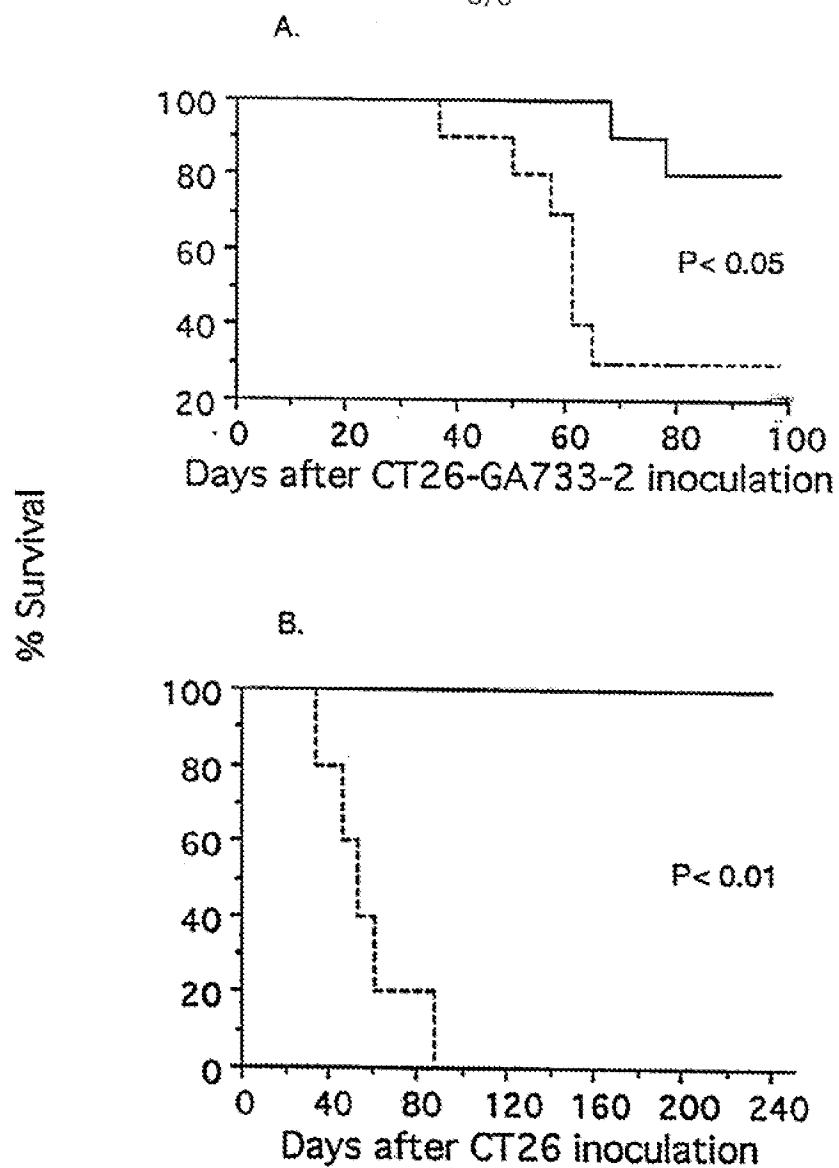 A.
100
80
60
40
20
P< 0.05
0 20 40 60 80 100
Days after CT26-GA733-2 inoculation
% Survival
B.
100
80
60
40
20
0
P< 0.01
0 40 80 120 160 200 240
Days after CT26 inoculation